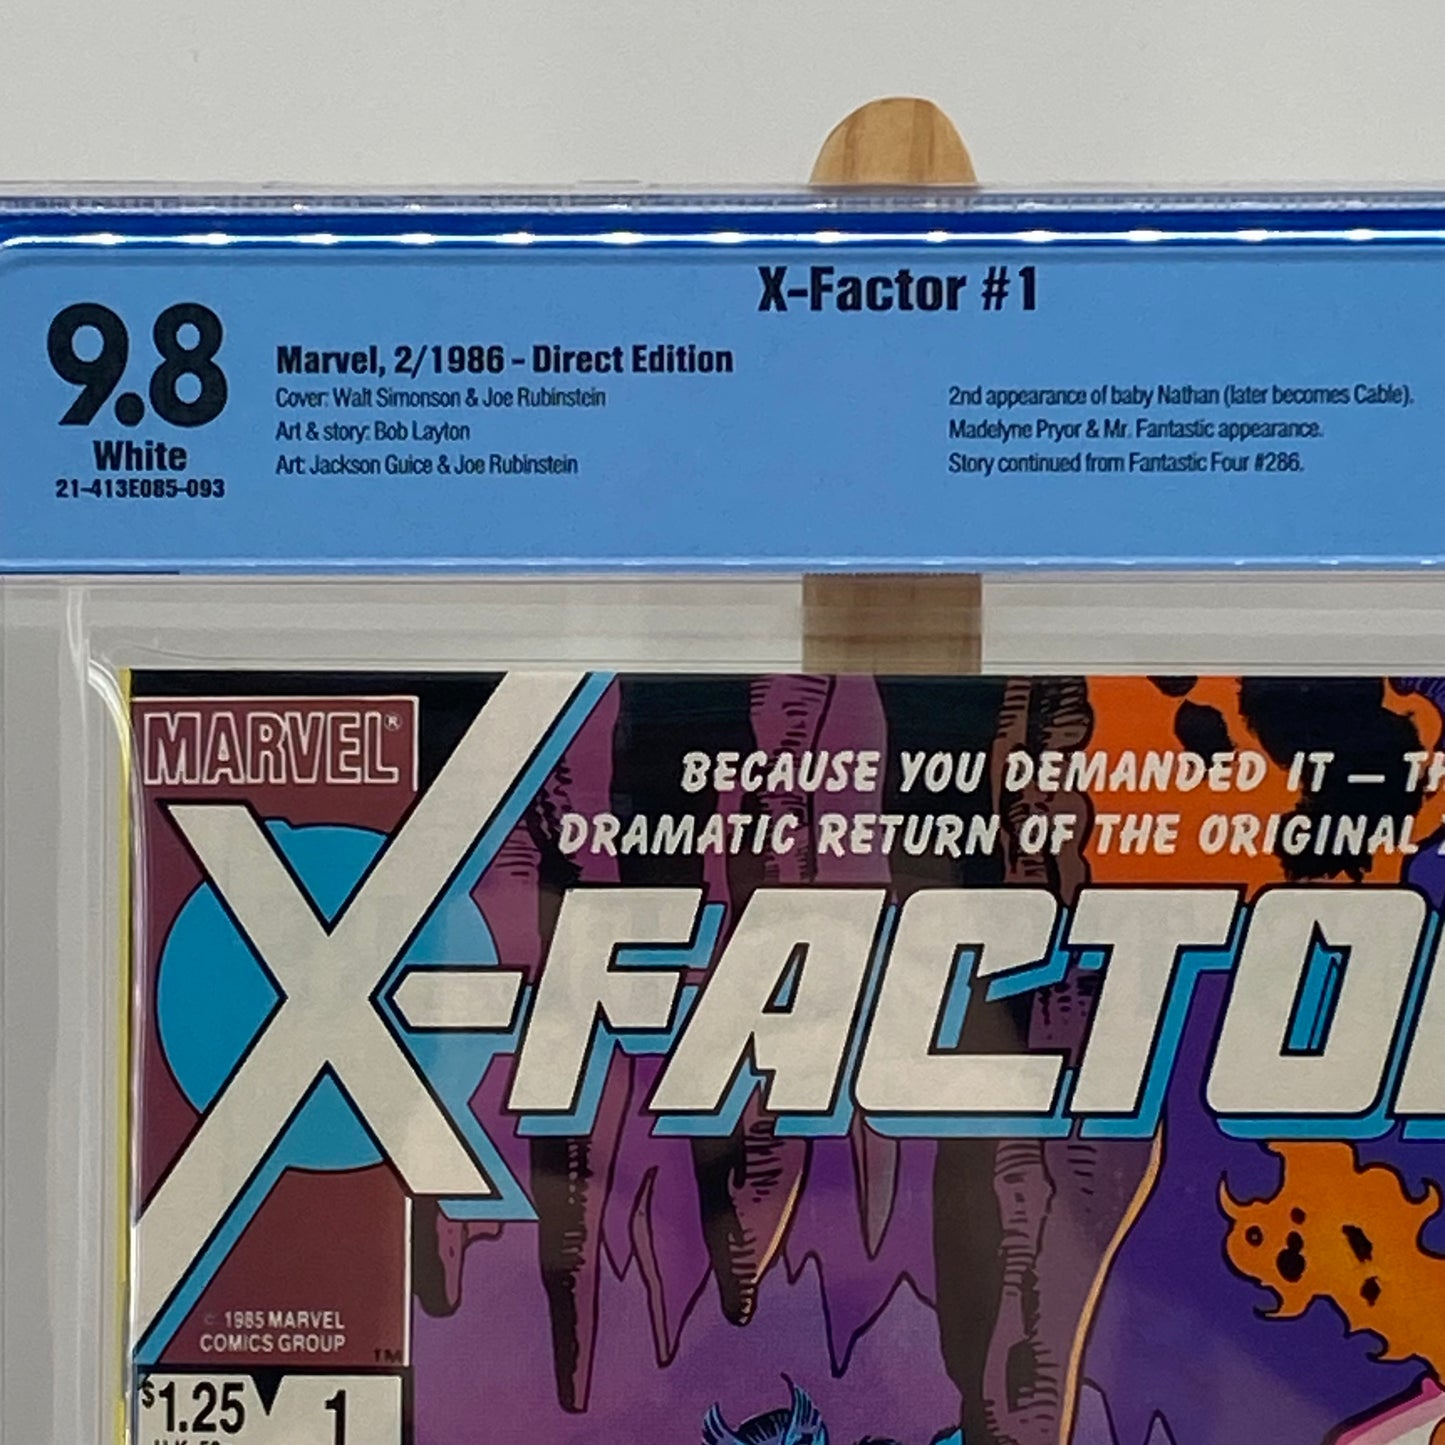 X-Factor #1
9.8
White
21-413E085-093
Marvel, 2/1986 - Direct Edition
Cover: Walt Simonson & Joe Rubinstein
Art & story: Bob Layton
Art: Jackson Guice & Joe Rubinstein
2nd appearance of baby Nathan (later becomes Cable).
Madelyne Pryor & Mr. Fantastic appearance.
Story continued from Fantastic Four #286.
MARVEL®
BECAUSE YOU DEMANDED IT —
DRAMATIC RETURN OF THE ORIGINAL
X-FACTO
© 1985 MARVEL
COMICS GROUP
TM
$1.25 1